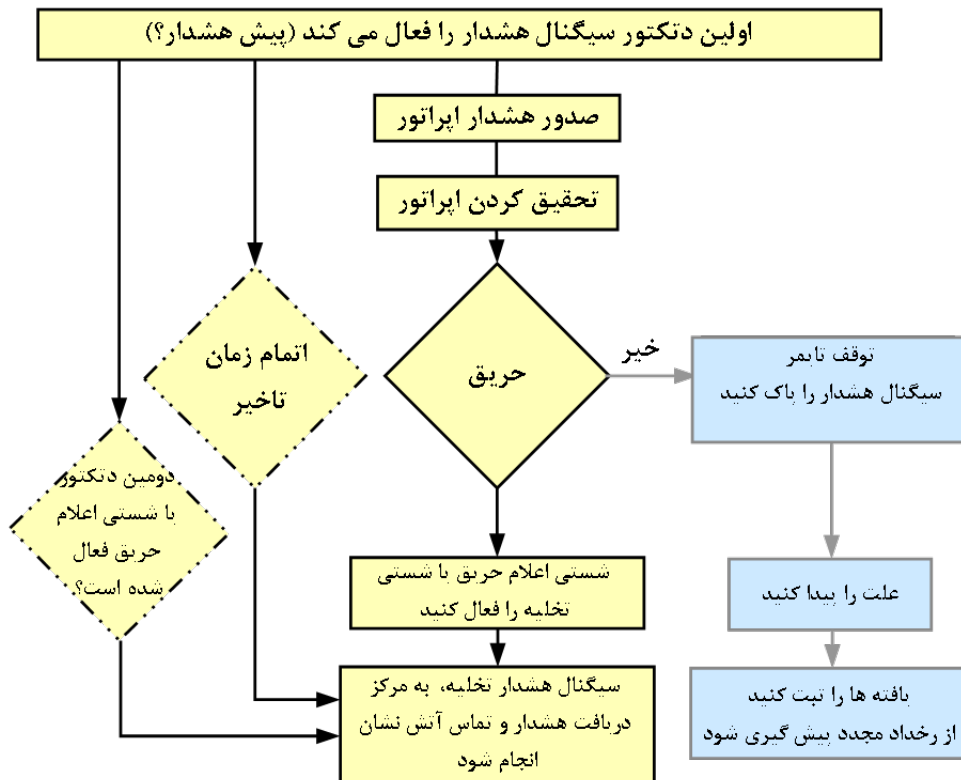 اولین دتکتور سیگنال هشدار را فعال می کند (پیش هشدار؟)
صدور هشدار اپراتور
تحقیق کردن اپراتور
حریق
خیر
توقف تایمر
سیگنال هشدار را پاک کنید
اتمام زمان
تاخیر
دومین دتکتور
یا شستی اعلام
حریق فعال
شده است؟
شستی اعلام حریق یا شستی
تخلیه را فعال کنید
علت را پیدا کنید
سیگنال هشدار تخلیه، به مرکز
دریافت هشدار و تماس آتش نشان
انجام شود
یافته ها را ثبت کنید
از رخداد مجدد پیش گیری شود